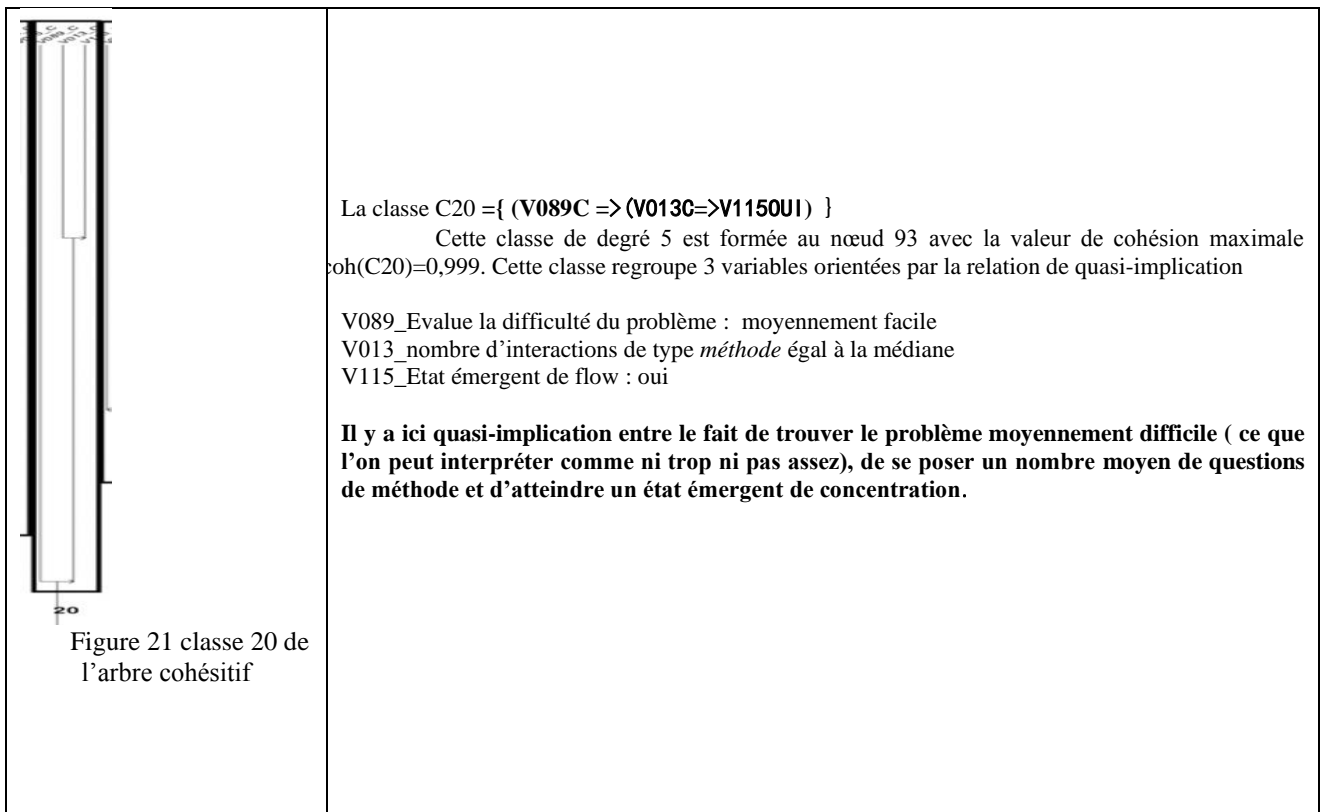 V089_C
V013_C
20
Figure 21 classe 20 de
l’arbre cohésitif
La classe C20 ={ (V089C => (V013C=>V115OUI) }
Cette classe de degré 5 est formée au nœud 93 avec la valeur de cohésion maximale
coh(C20)=0,999. Cette classe regroupe 3 variables orientées par la relation de quasi-implication
V089_Evalue la difficulté du problème : moyennement facile
V013_nombre d’interactions de type méthode égal à la médiane
V115_Etat émergent de flow : oui
Il y a ici quasi-implication entre le fait de trouver le problème moyennement difficile ( ce que
l’on peut interpréter comme ni trop ni pas assez), de se poser un nombre moyen de questions
de méthode et d’atteindre un état émergent de concentration.